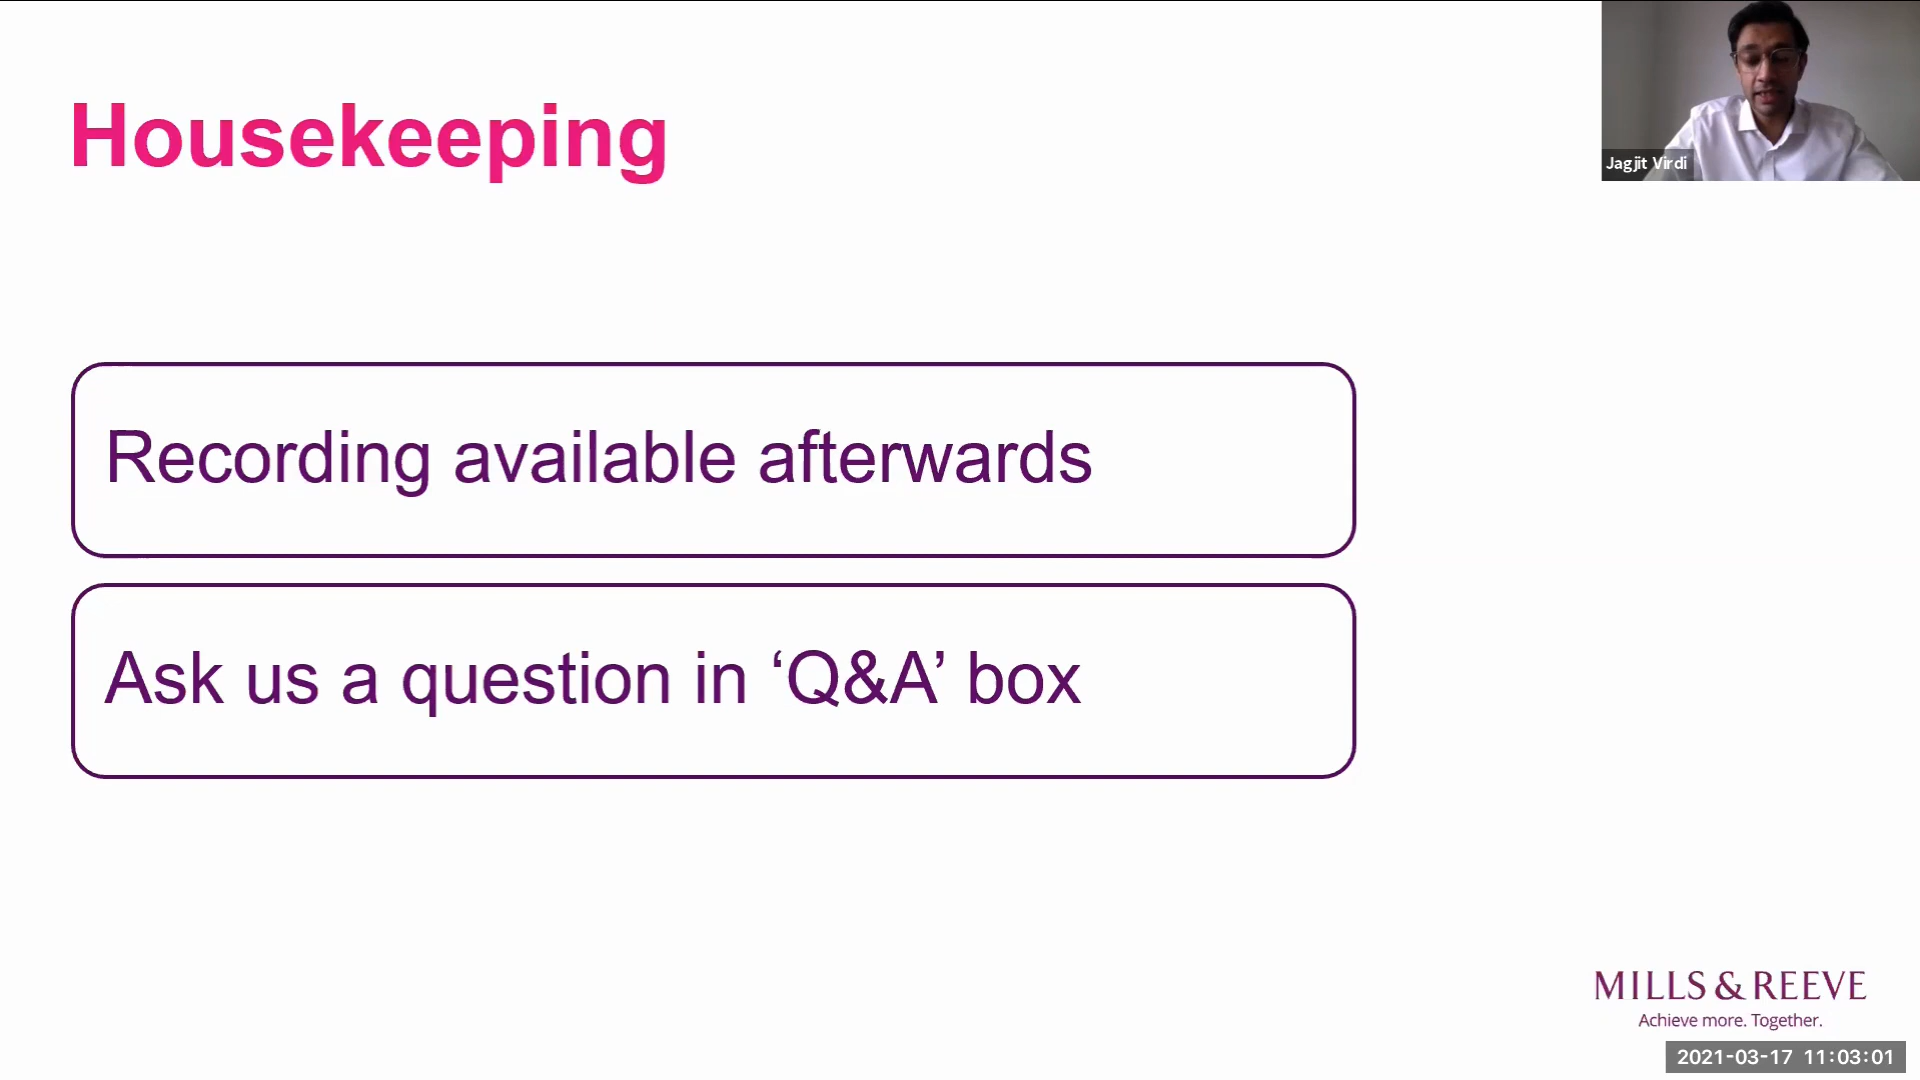 Housekeeping
Jagjit Virdi
Recording available afterwards
Ask us a question in ‘Q&A’ box
MILLS & REEVE
Achieve more. Together.
2021-03-17 11:03:01